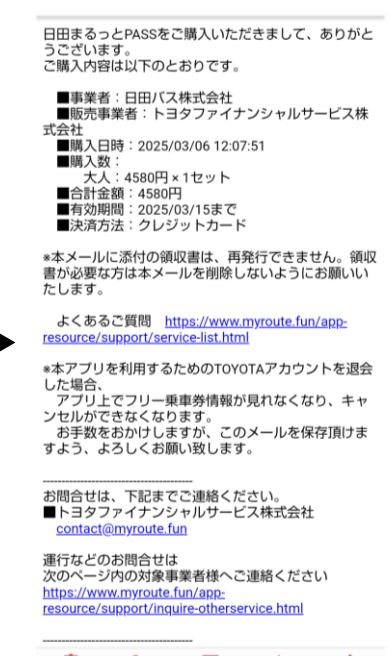 日田まるっとPASSをご購入いただきまして、ありがと
うございます。
ご購入内容は以下のとおりです。
■事業者：日田バス株式会社
■販売事業者：トヨタファイナンシャルサービス株
式会社
■購入日時：2025/03/06 12:07:51
■購入数：
大人：4580円 × 1セット
■合計金額：4580円
■有効期間：2025/03/15まで
■決済方法：クレジットカード
※本メールに添付の領収書は、再発行できません。領収
書が必要な方は本メールを削除しないようにお願いい
たします。
よくあるご質問 https://www.myroute.fun/app-
resource/support/service-list.html
※本アプリを利用するためのTOYOTAアカウントを退会
した場合、
アプリ上でフリー乗車券情報が見れなくなり、キャ
ンセルができなくなります。
お手数をおかけしますが、このメールを保存頂けま
すよう、よろしくお願い致します。
----------------------------------------
お問合せは、下記までご連絡ください。
■トヨタファイナンシャルサービス株式会社
contact@myroute.fun
運行などのお問合せは
次のページ内の対象事業者様へご連絡ください
https://www.myroute.fun/app-
resource/support/inquire-otherservice.html
----------------------------------------